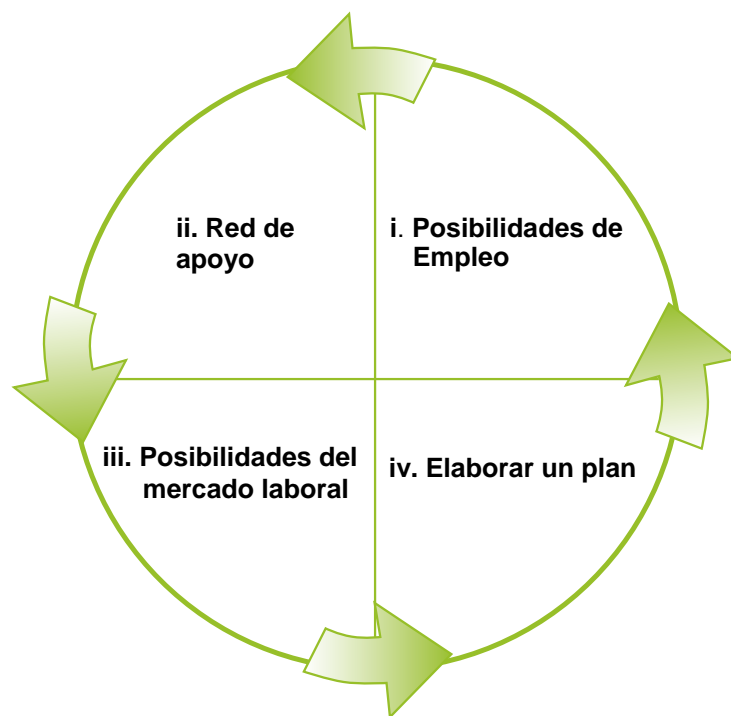 i. Posibilidades de
Empleo
ii. Red de
apoyo
iii. Posibilidades del
mercado laboral
iv. Elaborar un plan